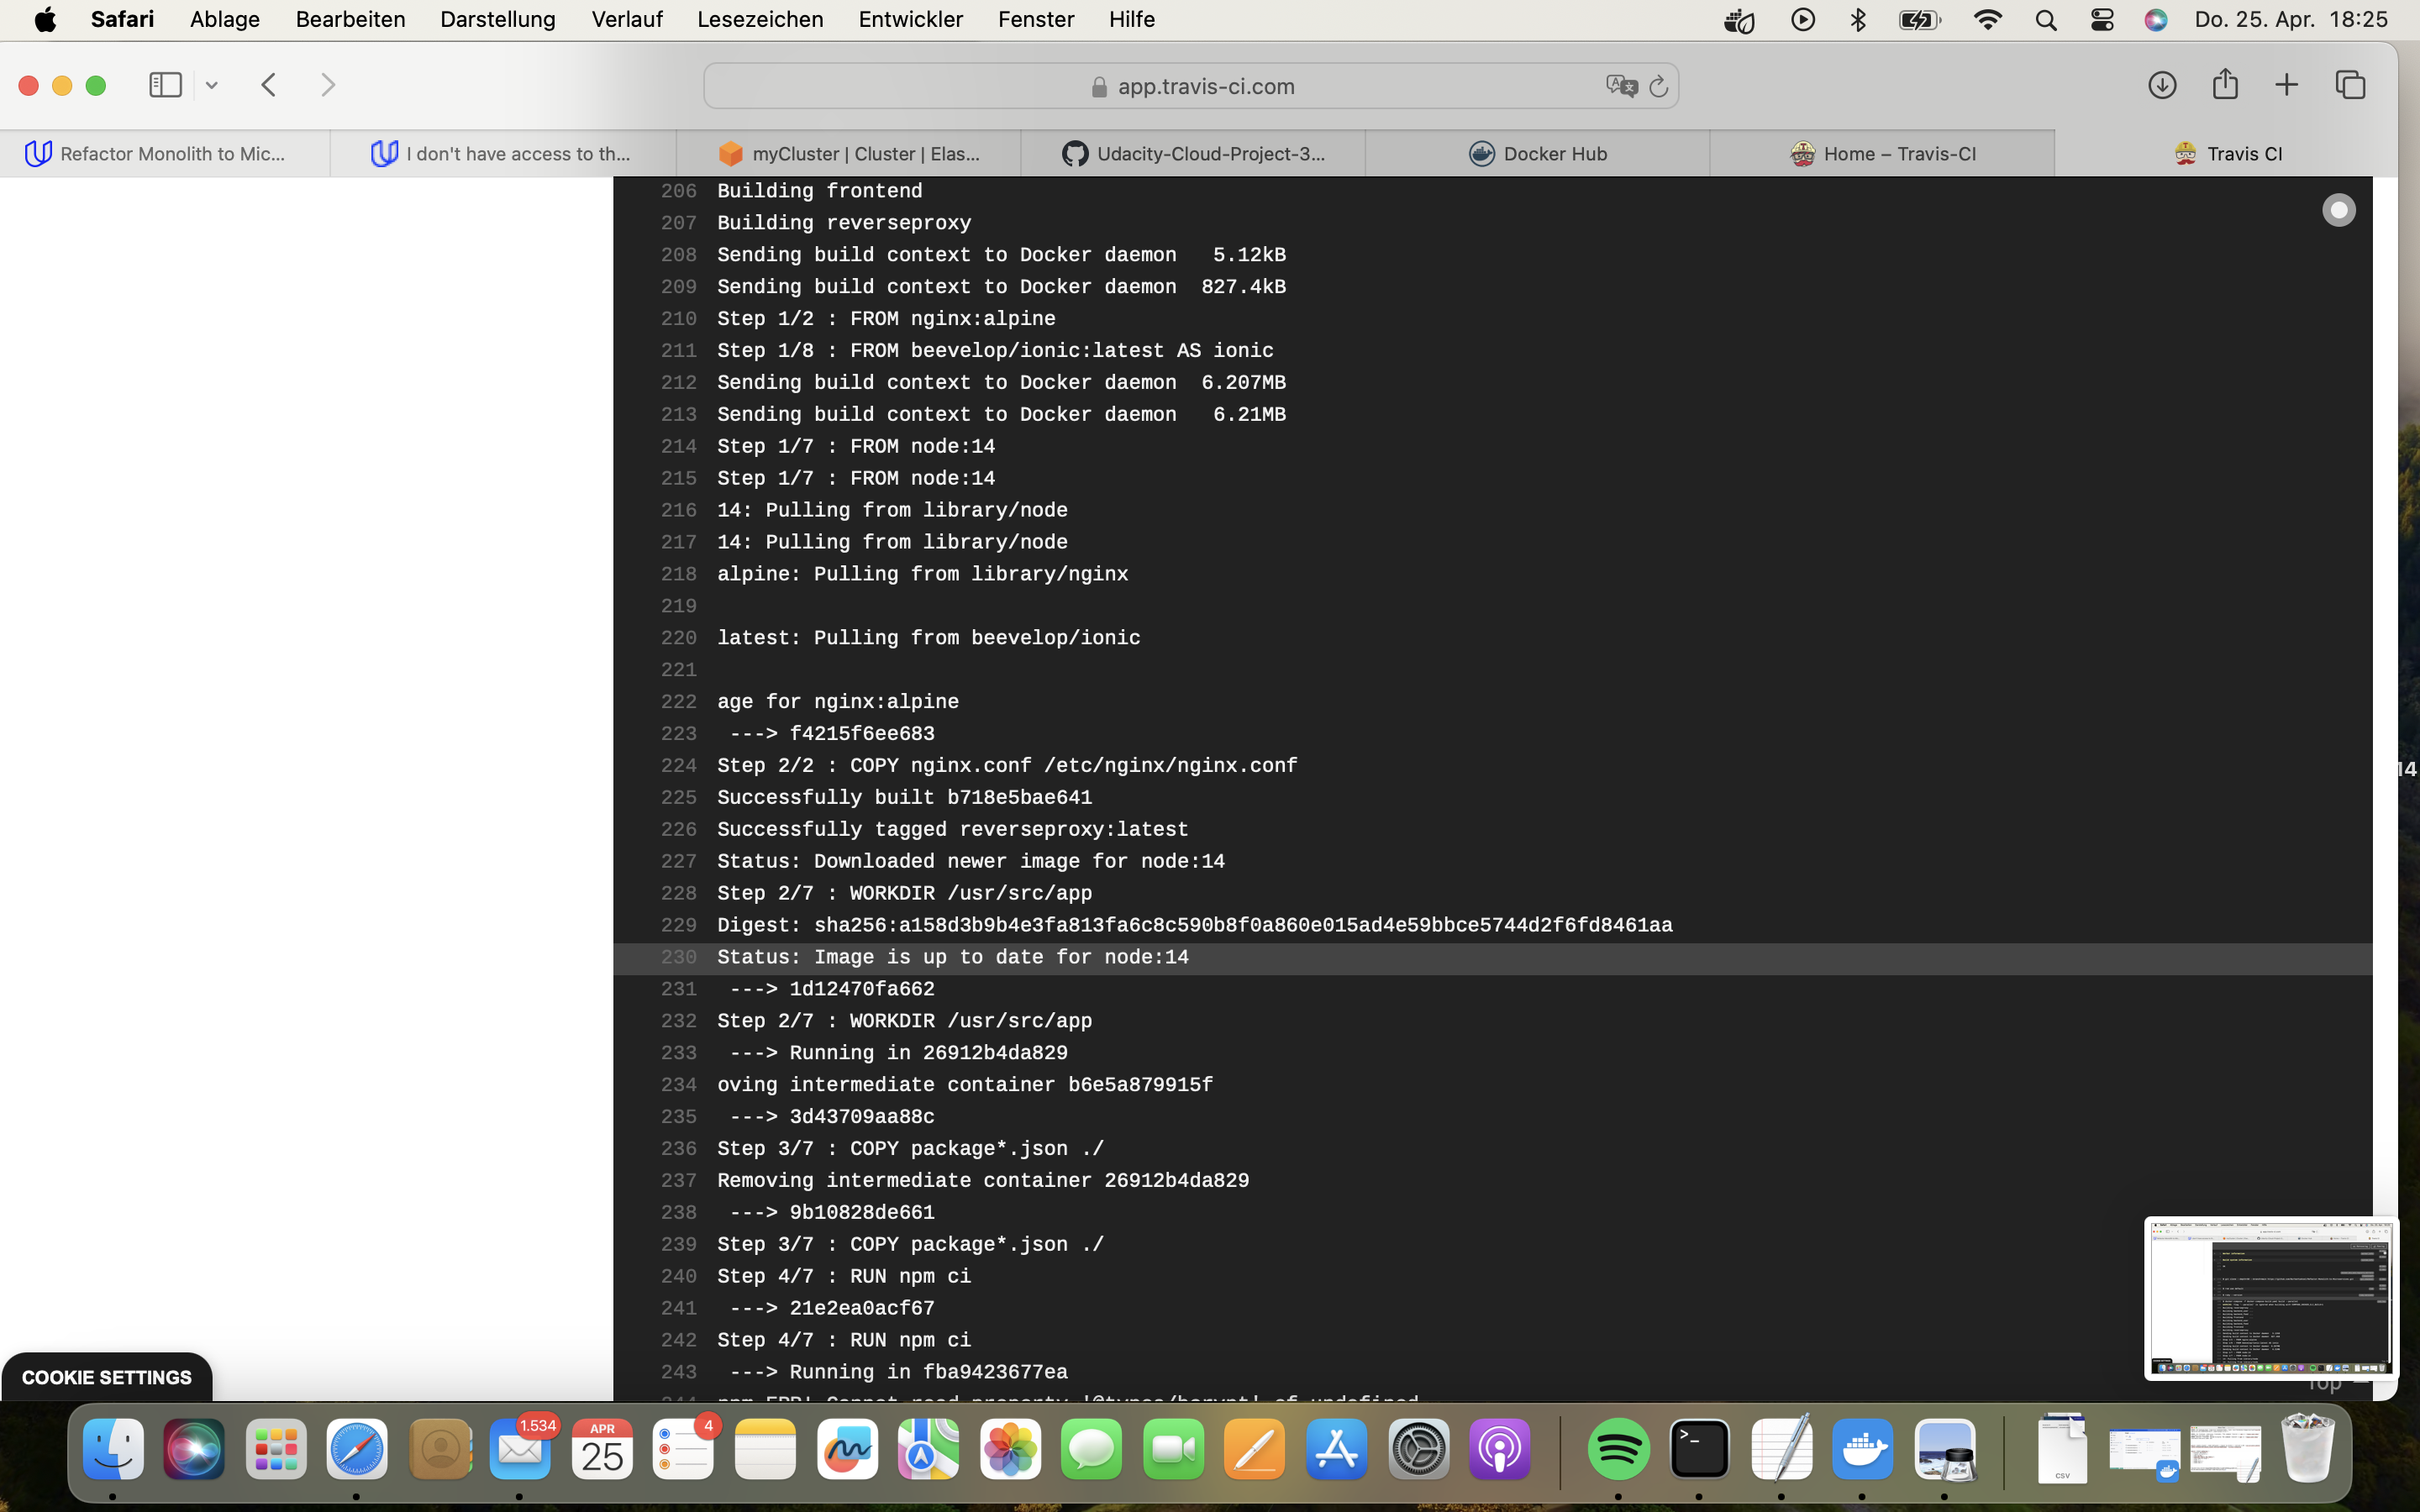 Safari Ablage Bearbeiten Darstellung Verlauf Lesezeichen Entwickler Fenster Hilfe Do. 25. Apr. 18:25
app.travis-ci.com
Refactor Monolith to Mic... I don't have access to th... myCluster | Cluster | Elas... Udacity-Cloud-Project-3... Docker Hub Home – Travis-CI Travis CI
206 Building frontend
207 Building reverseproxy
208 Sending build context to Docker daemon 5.12kB
209 Sending build context to Docker daemon 827.4kB
210 Step 1/2 : FROM nginx:alpine
211 Step 1/8 : FROM beevelop/ionic:latest AS ionic
212 Sending build context to Docker daemon 6.207MB
213 Sending build context to Docker daemon 6.21MB
214 Step 1/7 : FROM node:14
215 Step 1/7 : FROM node:14
216 14: Pulling from library/node
217 14: Pulling from library/node
218 alpine: Pulling from library/nginx
219
220 latest: Pulling from beevelop/ionic
221
222 age for nginx:alpine
223 ---> f4215f6ee683
224 Step 2/2 : COPY nginx.conf /etc/nginx/nginx.conf
14
225 Successfully built b718e5bae641
226 Successfully tagged reverseproxy:latest
227 Status: Downloaded newer image for node:14
228 Step 2/7 : WORKDIR /usr/src/app
229 Digest: sha256:a158d3b9b4e3fa813fa6c8c590b8f0a860e015ad4e59bbce5744d2f6fd8461aa
230 Status: Image is up to date for node:14
231 ---> 1d12470fa662
232 Step 2/7 : WORKDIR /usr/src/app
233 ---> Running in 26912b4da829
234 oving intermediate container b6e5a879915f
235 ---> 3d43709aa88c
236 Step 3/7 : COPY package*.json ./
237 Removing intermediate container 26912b4da829
238 ---> 9b10828de661
239 Step 3/7 : COPY package*.json ./
240 Step 4/7 : RUN npm ci
241 ---> 21e2ea0acf67
242 Step 4/7 : RUN npm ci
243 ---> Running in fba9423677ea
244 npm ERR! Cannot read property '@types/bcrypt' of undefined
Top
COOKIE SETTINGS
1.534
APR
25
4
CSV